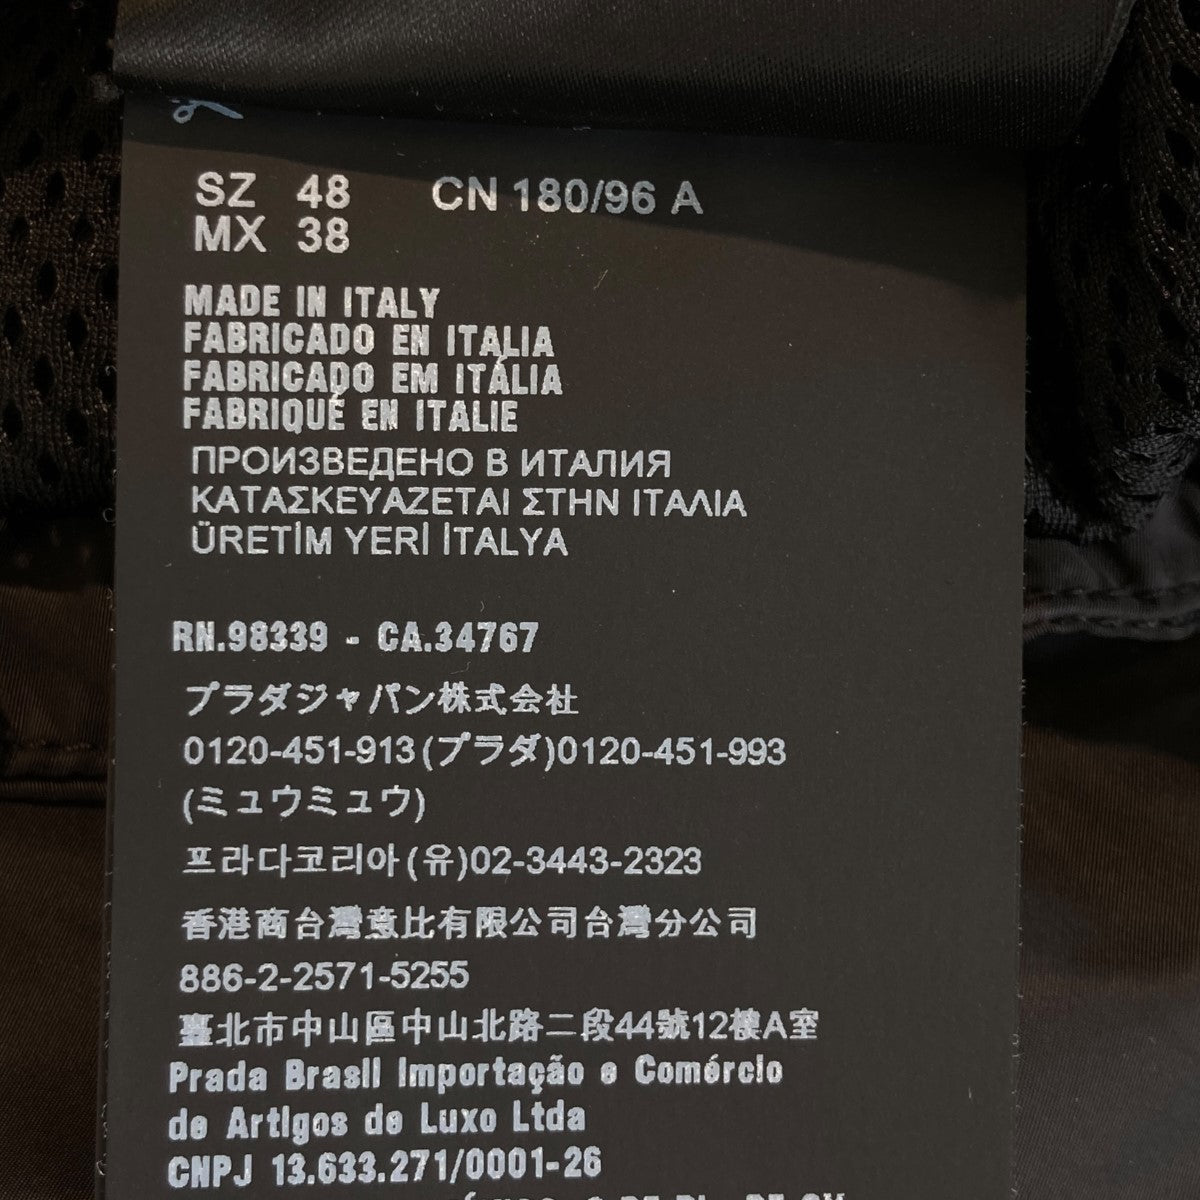 SZ 48 CN 180/96 A
MX 38
MADE IN ITALY
FABRICADO EN ITALIA
FABRICADO EM ITÁLIA
FABRIQUÉ EN ITALIE
ПРОИЗВЕДЕНО В ИТАЛИЯ
ΚΑΤΑΣΚΕΥΑΖΕΤΑΙ ΣΤΗΝ ΙΤΑΛΙΑ
ÜRETİM YERİ İTALYA
RN.98339 - CA.34767
プラダジャパン株式会社
0120-451-913(プラダ)0120-451-993
(ミュウミュウ)
프라다코리아(유)02-3443-2323
香港商台灣意比有限公司台灣分公司
886-2-2571-5255
臺北市中山區中山北路二段44號12樓A室
Prada Brasil Importação e Comércio
de Artigos de Luxo Ltda
CNPJ 13.633.271/0001-26